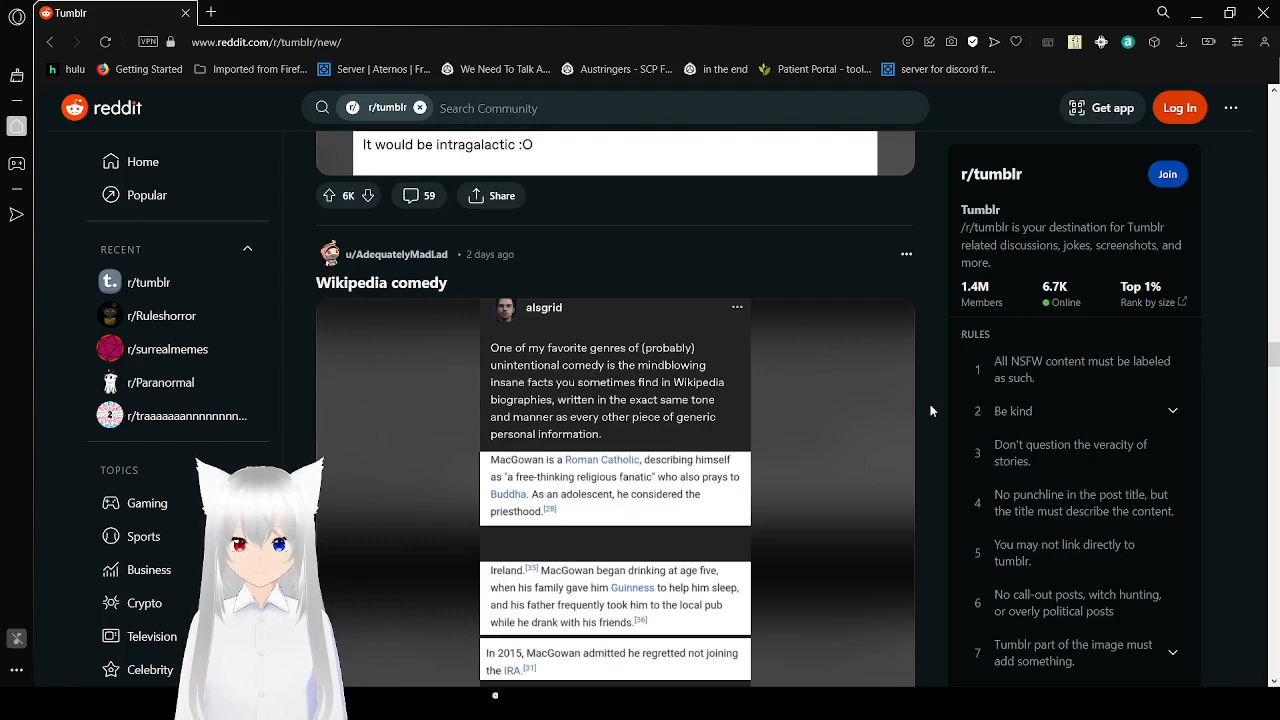 Tumblr
VPN
www.reddit.com/r/tumblr/new/
hulu
Getting Started
Imported from Firef...
Server | Aternos | Fr...
We Need To Talk A...
Austringers - SCP F...
in the end
Patient Portal - tool...
server for discord fr...
reddit
r/tumblr
Search Community
Get app
Log In
Home
Popular
RECENT
r/tumblr
r/Ruleshorror
r/surrealmemes
r/Paranormal
r/traaaaaaannnnnnnn...
TOPICS
Gaming
Sports
Business
Crypto
Television
Celebrity
It would be intragalactic :O
6K
59
Share
u/AdequatelyMadLad • 2 days ago
Wikipedia comedy
alsgrid
One of my favorite genres of (probably)
unintentional comedy is the mindblowing
insane facts you sometimes find in Wikipedia
biographies, written in the exact same tone
and manner as every other piece of generic
personal information.
MacGowan is a Roman Catholic, describing himself
as "a free-thinking religious fanatic" who also prays to
Buddha. As an adolescent, he considered the
priesthood.[28]
Ireland.[35] MacGowan began drinking at age five,
when his family gave him Guinness to help him sleep,
and his father frequently took him to the local pub
while he drank with his friends.[36]
In 2015, MacGowan admitted he regretted not joining
the IRA.[31]
r/tumblr
Join
Tumblr
/r/tumblr is your destination for Tumblr
related discussions, jokes, screenshots, and
more.
1.4M
Members
6.7K
Online
Top 1%
Rank by size
RULES
1 All NSFW content must be labeled
as such.
2 Be kind
3 Don't question the veracity of
stories.
4 No punchline in the post title, but
the title must describe the content.
5 You may not link directly to
tumblr.
6 No call-out posts, witch hunting,
or overly political posts
7 Tumblr part of the image must
add something.